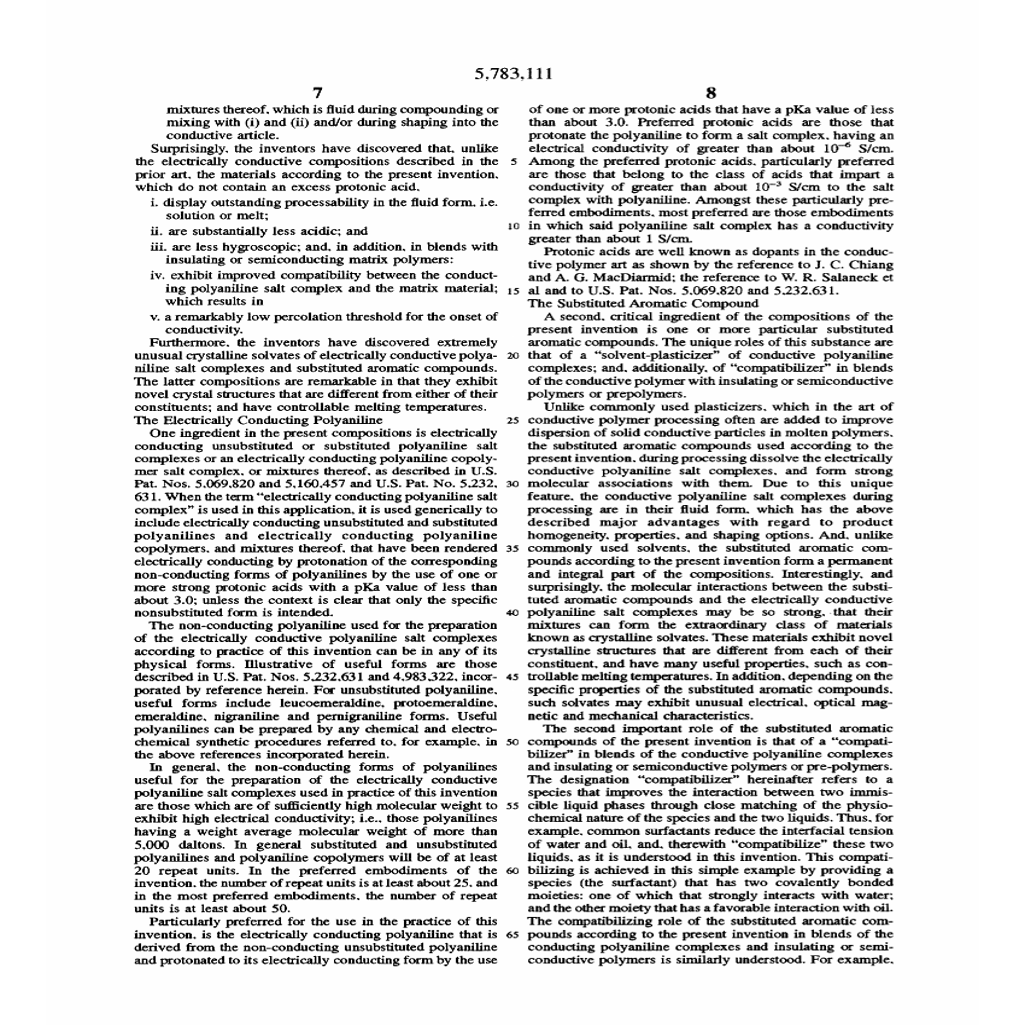 5,783,111
7
mixtures thereof, which is fluid during compounding or
mixing with (i) and (ii) and/or during shaping into the
conductive article.
Surprisingly, the inventors have discovered that, unlike
the electrically conductive compositions described in the
prior art, the materials according to the present invention,
which do not contain an excess protonic acid,
i. display outstanding processability in the fluid form, i.e.
solution or melt;
ii. are substantially less acidic; and
iii. are less hygroscopic; and, in addition, in blends with
insulating or semiconducting matrix polymers:
iv. exhibit improved compatibility between the conduct-
ing polyaniline salt complex and the matrix material;
which results in
v. a remarkably low percolation threshold for the onset of
conductivity.
Furthermore, the inventors have discovered extremely
unusual crystalline solvates of electrically conductive polya-
niline salt complexes and substituted aromatic compounds.
The latter compositions are remarkable in that they exhibit
novel crystal structures that are different from either of their
constituents; and have controllable melting temperatures.
The Electrically Conducting Polyaniline
One ingredient in the present compositions is electrically
conducting unsubstituted or substituted polyaniline salt
complexes or an electrically conducting polyaniline copoly-
mer salt complex, or mixtures thereof, as described in U.S.
Pat. Nos. 5,069,820 and 5,160,457 and U.S. Pat. No. 5,232,
631. When the term "electrically conducting polyaniline salt
complex" is used in this application, it is used generically to
include electrically conducting unsubstituted and substituted
polyanilines and electrically conducting polyaniline
copolymers, and mixtures thereof, that have been rendered
electrically conducting by protonation of the corresponding
non-conducting forms of polyanilines by the use of one or
more strong protonic acids with a pKa value of less than
about 3.0; unless the context is clear that only the specific
nonsubstituted form is intended.
The non-conducting polyaniline used for the preparation
of the electrically conductive polyaniline salt complexes
according to practice of this invention can be in any of its
physical forms. Illustrative of useful forms are those
described in U.S. Pat. Nos. 5,232,631 and 4,983,322, incor-
porated by reference herein. For unsubstituted polyaniline,
useful forms include leucoemeraldine, protoemeraldine,
emeraldine, nigraniline and pernigraniline forms. Useful
polyanilines can be prepared by any chemical and electro-
chemical synthetic procedures referred to, for example, in
the above references incorporated herein.
In general, the non-conducting forms of polyanilines
useful for the preparation of the electrically conductive
polyaniline salt complexes used in practice of this invention
are those which are of sufficiently high molecular weight to
exhibit high electrical conductivity; i.e., those polyanilines
having a weight average molecular weight of more than
5,000 daltons. In general substituted and unsubstituted
polyanilines and polyaniline copolymers will be of at least
20 repeat units. In the preferred embodiments of the
invention, the number of repeat units is at least about 25, and
in the most preferred embodiments, the number of repeat
units is at least about 50.
Particularly preferred for the use in the practice of this
invention, is the electrically conducting polyaniline that is
derived from the non-conducting unsubstituted polyaniline
and protonated to its electrically conducting form by the use
5
10
15
20
25
30
35
40
45
50
55
60
65
8
of one or more protonic acids that have a pKa value of less
than about 3.0. Preferred protonic acids are those that
protonate the polyaniline to form a salt complex, having an
electrical conductivity of greater than about 10⁻⁶ S/cm.
Among the preferred protonic acids, particularly preferred
are those that belong to the class of acids that impart a
conductivity of greater than about 10⁻³ S/cm to the salt
complex with polyaniline. Amongst these particularly pre-
ferred embodiments, most preferred are those embodiments
in which said polyaniline salt complex has a conductivity
greater than about 1 S/cm.
Protonic acids are well known as dopants in the conduc-
tive polymer art as shown by the reference to J. C. Chiang
and A. G. MacDiarmid; the reference to W. R. Salaneck et
al and to U.S. Pat. Nos. 5,069,820 and 5,232,631.
The Substituted Aromatic Compound
A second, critical ingredient of the compositions of the
present invention is one or more particular substituted
aromatic compounds. The unique roles of this substance are
that of a "solvent-plasticizer" of conductive polyaniline
complexes; and, additionally, of "compatibilizer" in blends
of the conductive polymer with insulating or semiconductive
polymers or prepolymers.
Unlike commonly used plasticizers, which in the art of
conductive polymer processing often are added to improve
dispersion of solid conductive particles in molten polymers,
the substituted aromatic compounds used according to the
present invention, during processing dissolve the electrically
conductive polyaniline salt complexes, and form strong
molecular associations with them. Due to this unique
feature, the conductive polyaniline salt complexes during
processing are in their fluid form, which has the above
described major advantages with regard to product
homogeneity, properties, and shaping options. And, unlike
commonly used solvents, the substituted aromatic com-
pounds according to the present invention form a permanent
and integral part of the compositions. Interestingly, and
surprisingly, the molecular interactions between the substi-
tuted aromatic compounds and the electrically conductive
polyaniline salt complexes may be so strong, that their
mixtures can form the extraordinary class of materials
known as crystalline solvates. These materials exhibit novel
crystalline structures that are different from each of their
constituent, and have many useful properties, such as con-
trollable melting temperatures. In addition, depending on the
specific properties of the substituted aromatic compounds,
such solvates may exhibit unusual electrical, optical mag-
netic and mechanical characteristics.
The second important role of the substituted aromatic
compounds of the present invention is that of a "compati-
bilizer" in blends of the conductive polyaniline complexes
and insulating or semiconductive polymers or pre-polymers.
The designation "compatibilizer" hereinafter refers to a
species that improves the interaction between two immis-
cible liquid phases through close matching of the physio-
chemical nature of the species and the two liquids. Thus, for
example, common surfactants reduce the interfacial tension
of water and oil, and, therewith "compatibilize" these two
liquids, as it is understood in this invention. This compati-
bilizing is achieved in this simple example by providing a
species (the surfactant) that has two covalently bonded
moieties: one of which that strongly interacts with water;
and the other moiety that has a favorable interaction with oil.
The compatibilizing role of the substituted aromatic com-
pounds according to the present invention in blends of the
conducting polyaniline complexes and insulating or semi-
conductive polymers is similarly understood. For example,